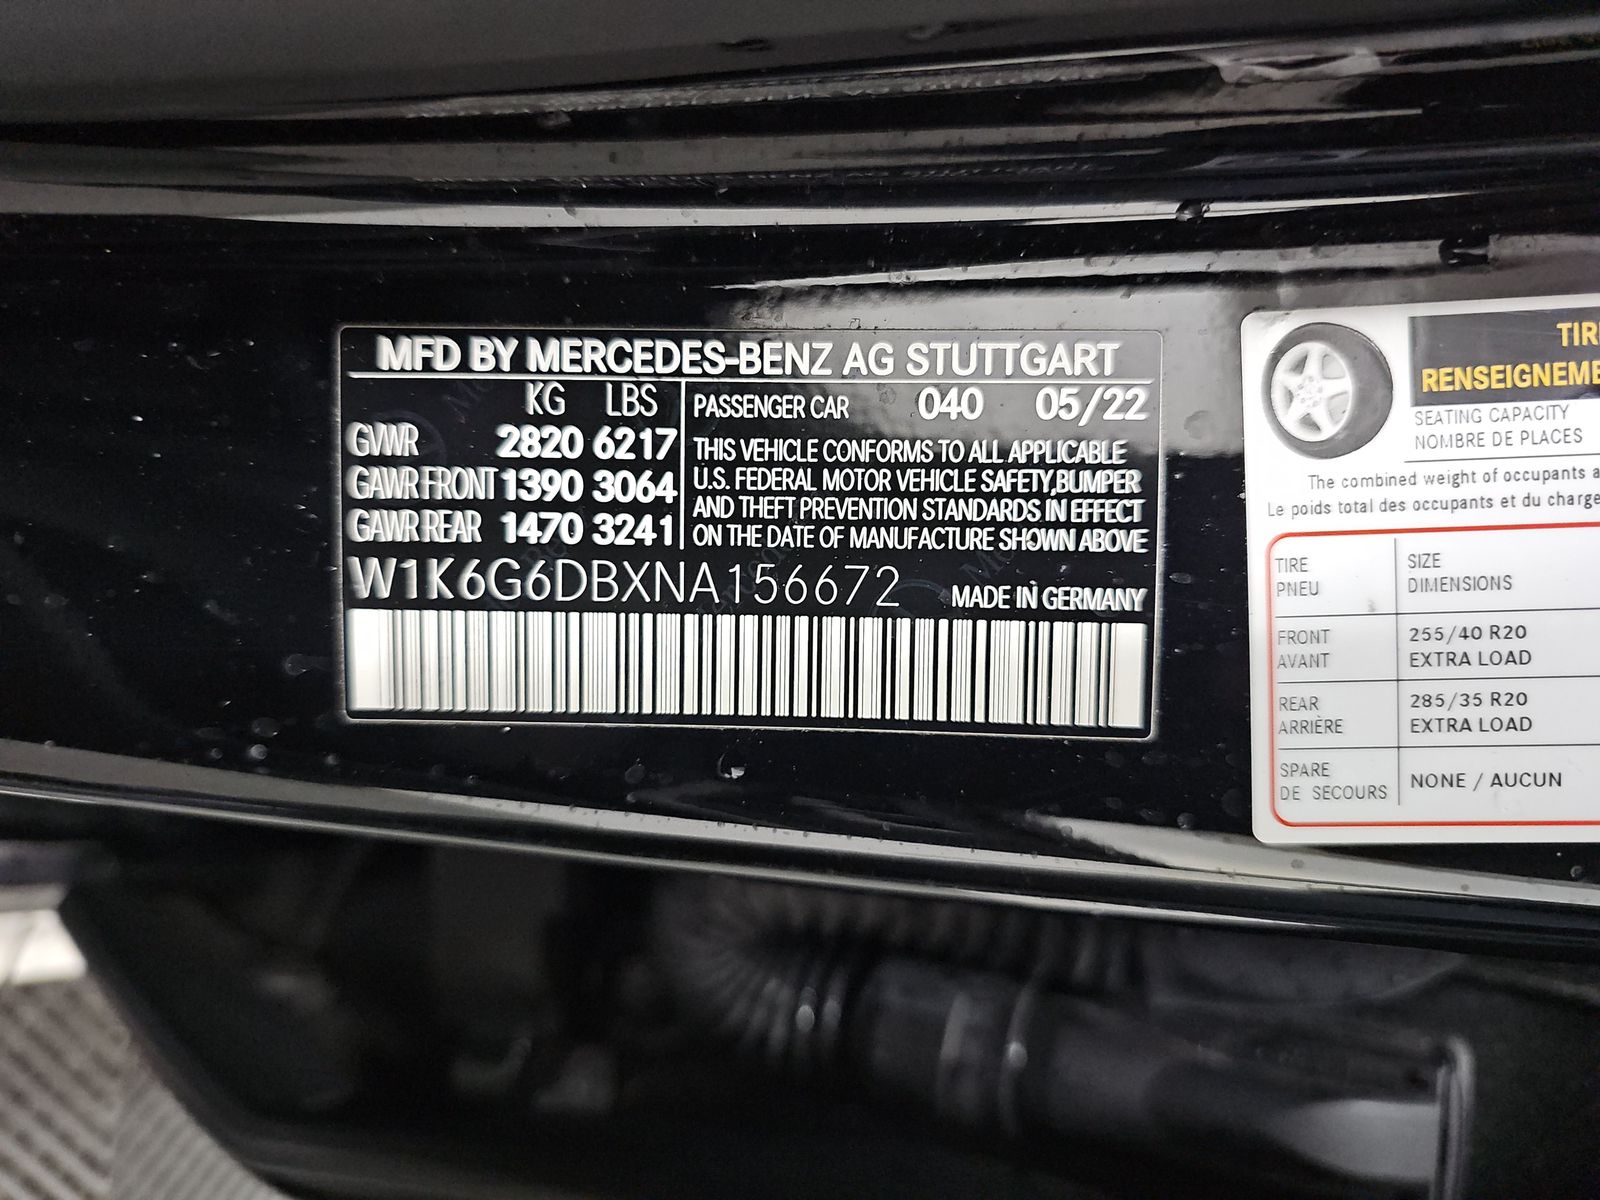 MFD BY MERCEDES-BENZ AG STUTTGART
KG LBS
GVWR 2820 6217
GAWR FRONT 1390 3064
GAWR REAR 1470 3241
PASSENGER CAR 040 05/22
THIS VEHICLE CONFORMS TO ALL APPLICABLE
U.S. FEDERAL MOTOR VEHICLE SAFETY,BUMPER
AND THEFT PREVENTION STANDARDS IN EFFECT
ON THE DATE OF MANUFACTURE SHOWN ABOVE
W1K6G6DBXNA156672
MADE IN GERMANY
SEATING CAPACITY
NOMBRE DE PLACES
The combined weight of occupants
Le poids total des occupants et du charge
TIRE
PNEU
SIZE
DIMENSIONS
FRONT
AVANT
255/40 R20
EXTRA LOAD
REAR
ARRIÈRE
285/35 R20
EXTRA LOAD
SPARE
DE SECOURS
NONE / AUCUN